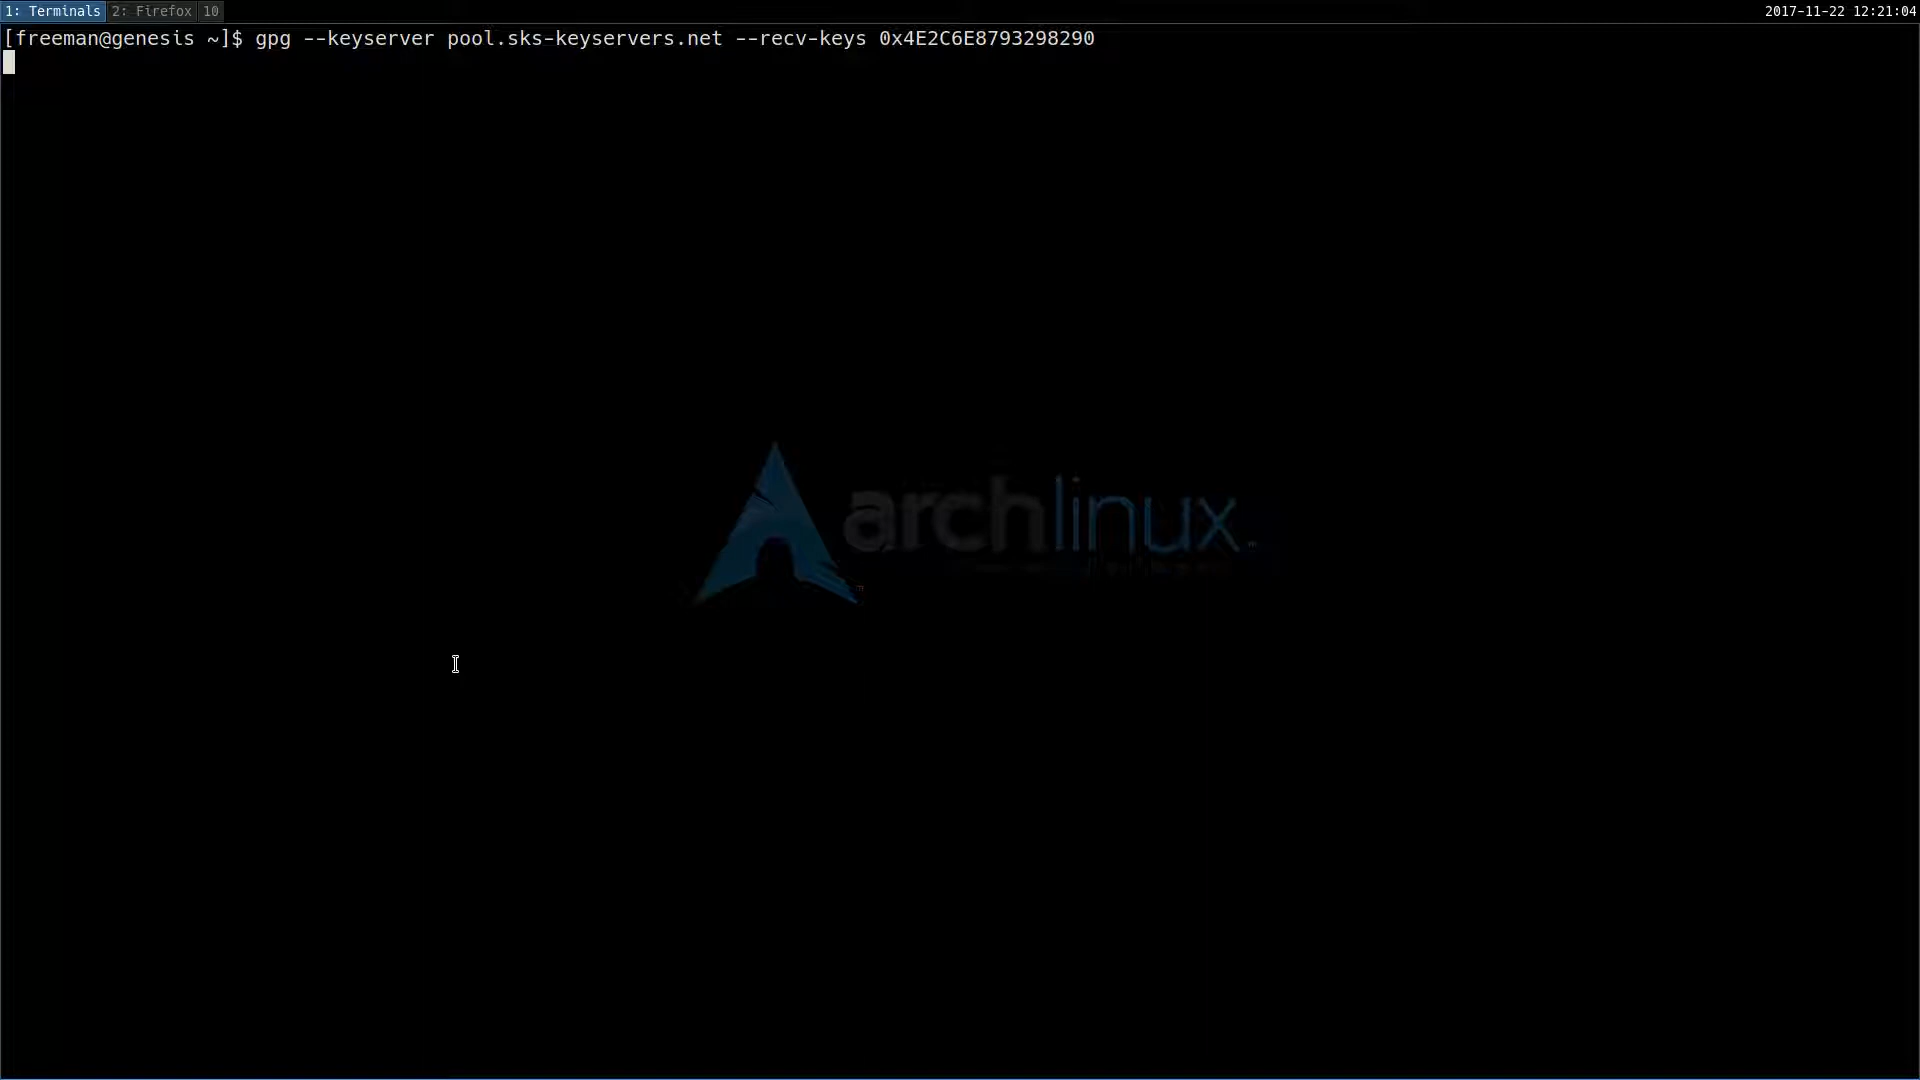 1: Terminals 2: Firefox 10 2017-11-22 12:21:04
[freeman@genesis ~]$ gpg --keyserver pool.sks-keyservers.net --recv-keys 0x4E2C6E8793298290
archlinux